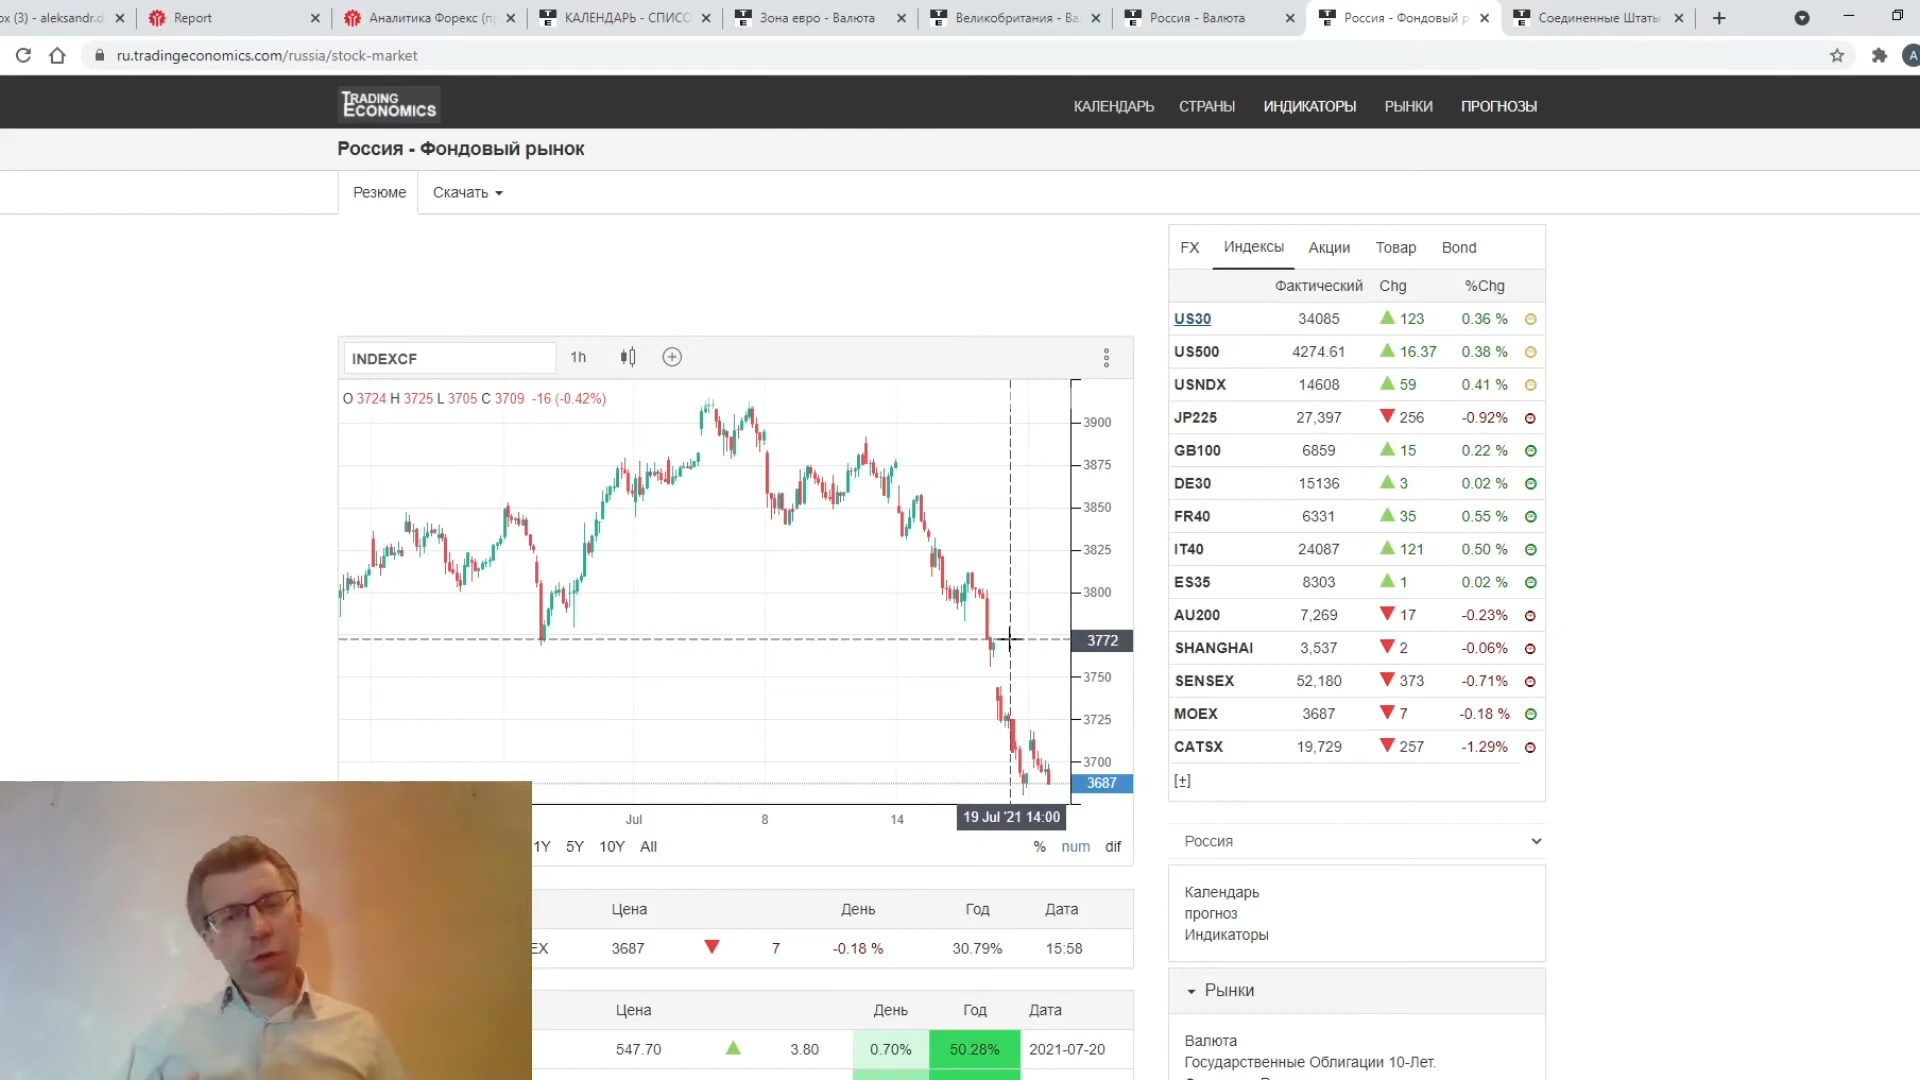 ox (3) - aleksandr.d
Report
Аналитика Форекс (п
КАЛЕНДАРЬ - СПИСО
Зона евро - Валюта
Великобритания - Ва
Россия - Валюта
Россия - Фондовый р
Соединенные Штаты
ru.tradingeconomics.com/russia/stock-market
A
TRADING
ECONOMICS
КАЛЕНДАРЬ СТРАНЫ ИНДИКАТОРЫ РЫНКИ ПРОГНОЗЫ
Россия - Фондовый рынок
Резюме Скачать
FX Индексы Акции Товар Bond
Фактический Chg %Chg
US30 34085 123 0.36 %
US500 4274.61 16.37 0.38 %
USNDX 14608 59 0.41 %
JP225 27,397 256 -0.92%
GB100 6859 15 0.22 %
DE30 15136 3 0.02 %
FR40 6331 35 0.55 %
IT40 24087 121 0.50 %
ES35 8303 1 0.02 %
AU200 7,269 17 -0.23%
SHANGHAI 3,537 2 -0.06%
SENSEX 52,180 373 -0.71%
MOEX 3687 7 -0.18 %
CATSX 19,729 257 -1.29%
[±]
INDEXCF 1h
O 3724 H 3725 L 3705 C 3709 -16 (-0.42%)
3900
3875
3850
3825
3800
3772
3750
3725
3700
3687
Jul 8 14 19 Jul '21 14:00
1Y 5Y 10Y All % num dif
Цена День Год Дата
EX 3687 7 -0.18 % 30.79% 15:58
Цена День Год Дата
547.70 3.80 0.70% 50.28% 2021-07-20
Россия
Календарь
прогноз
Индикаторы
Рынки
Валюта
Государственные Облигации 10-Лет.